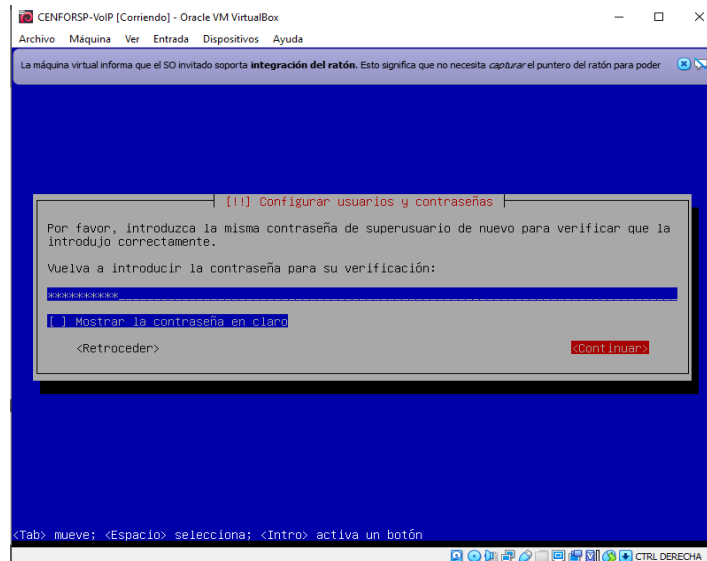 CENFORSP-VoIP [Corriendo] - Oracle VM VirtualBox
Archivo Máquina Ver Entrada Dispositivos Ayuda
La máquina virtual informa que el SO invitado soporta integración del ratón. Esto significa que no necesita capturar el puntero del ratón para poder
[!!] Configurar usuarios y contraseñas
Por favor, introduzca la misma contraseña de superusuario de nuevo para verificar que la
introdujo correctamente.
Vuelva a introducir la contraseña para su verificación:
**********
[ ] Mostrar la contraseña en claro
<Retroceder> <Continuar>
<Tab> mueve; <Espacio> selecciona; <Intro> activa un botón
CTRL DERECHA